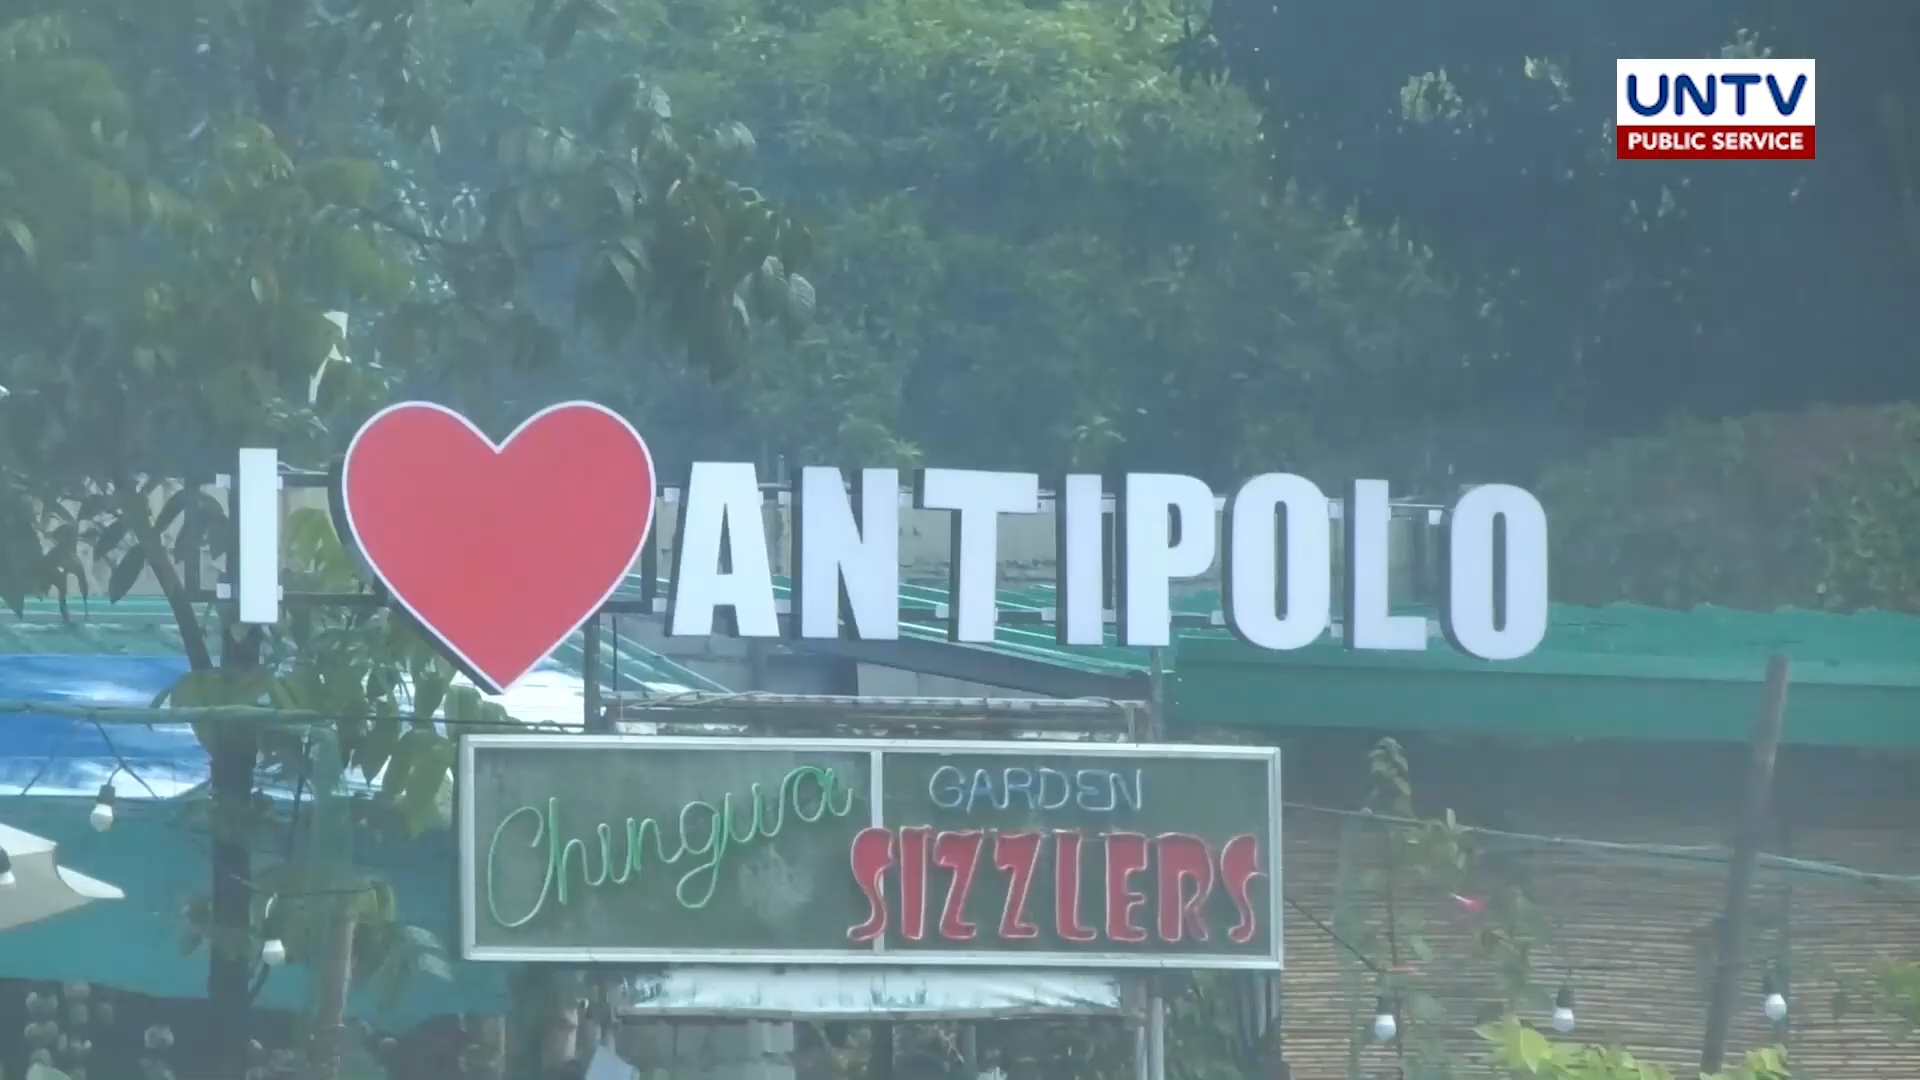 UNTV
PUBLIC SERVICE
I ANTIPOLO
Chingwa
GARDEN
SIZZLERS